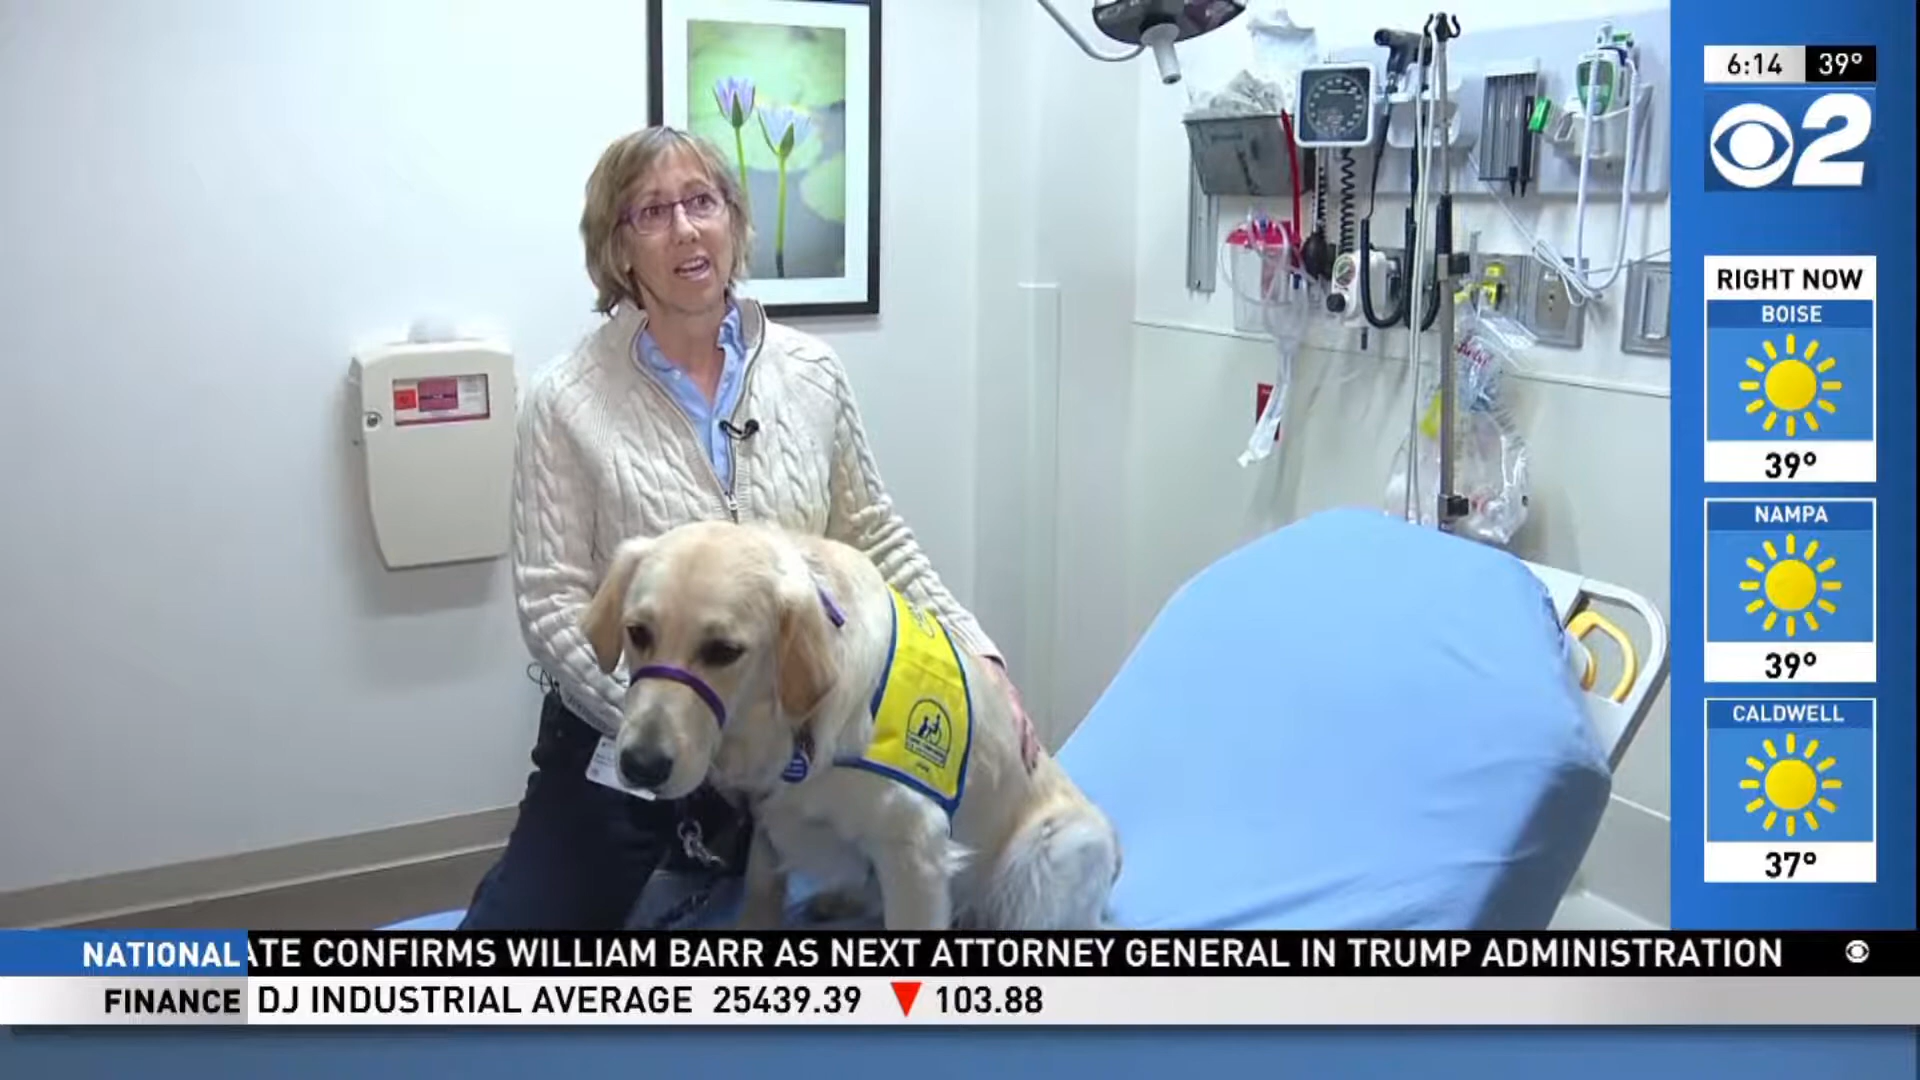 6:14 39°
2
RIGHT NOW
BOISE
39°
NAMPA
39°
CALDWELL
37°
NATIONAL ATE CONFIRMS WILLIAM BARR AS NEXT ATTORNEY GENERAL IN TRUMP ADMINISTRATION
FINANCE DJ INDUSTRIAL AVERAGE 25439.39 ▼ 103.88